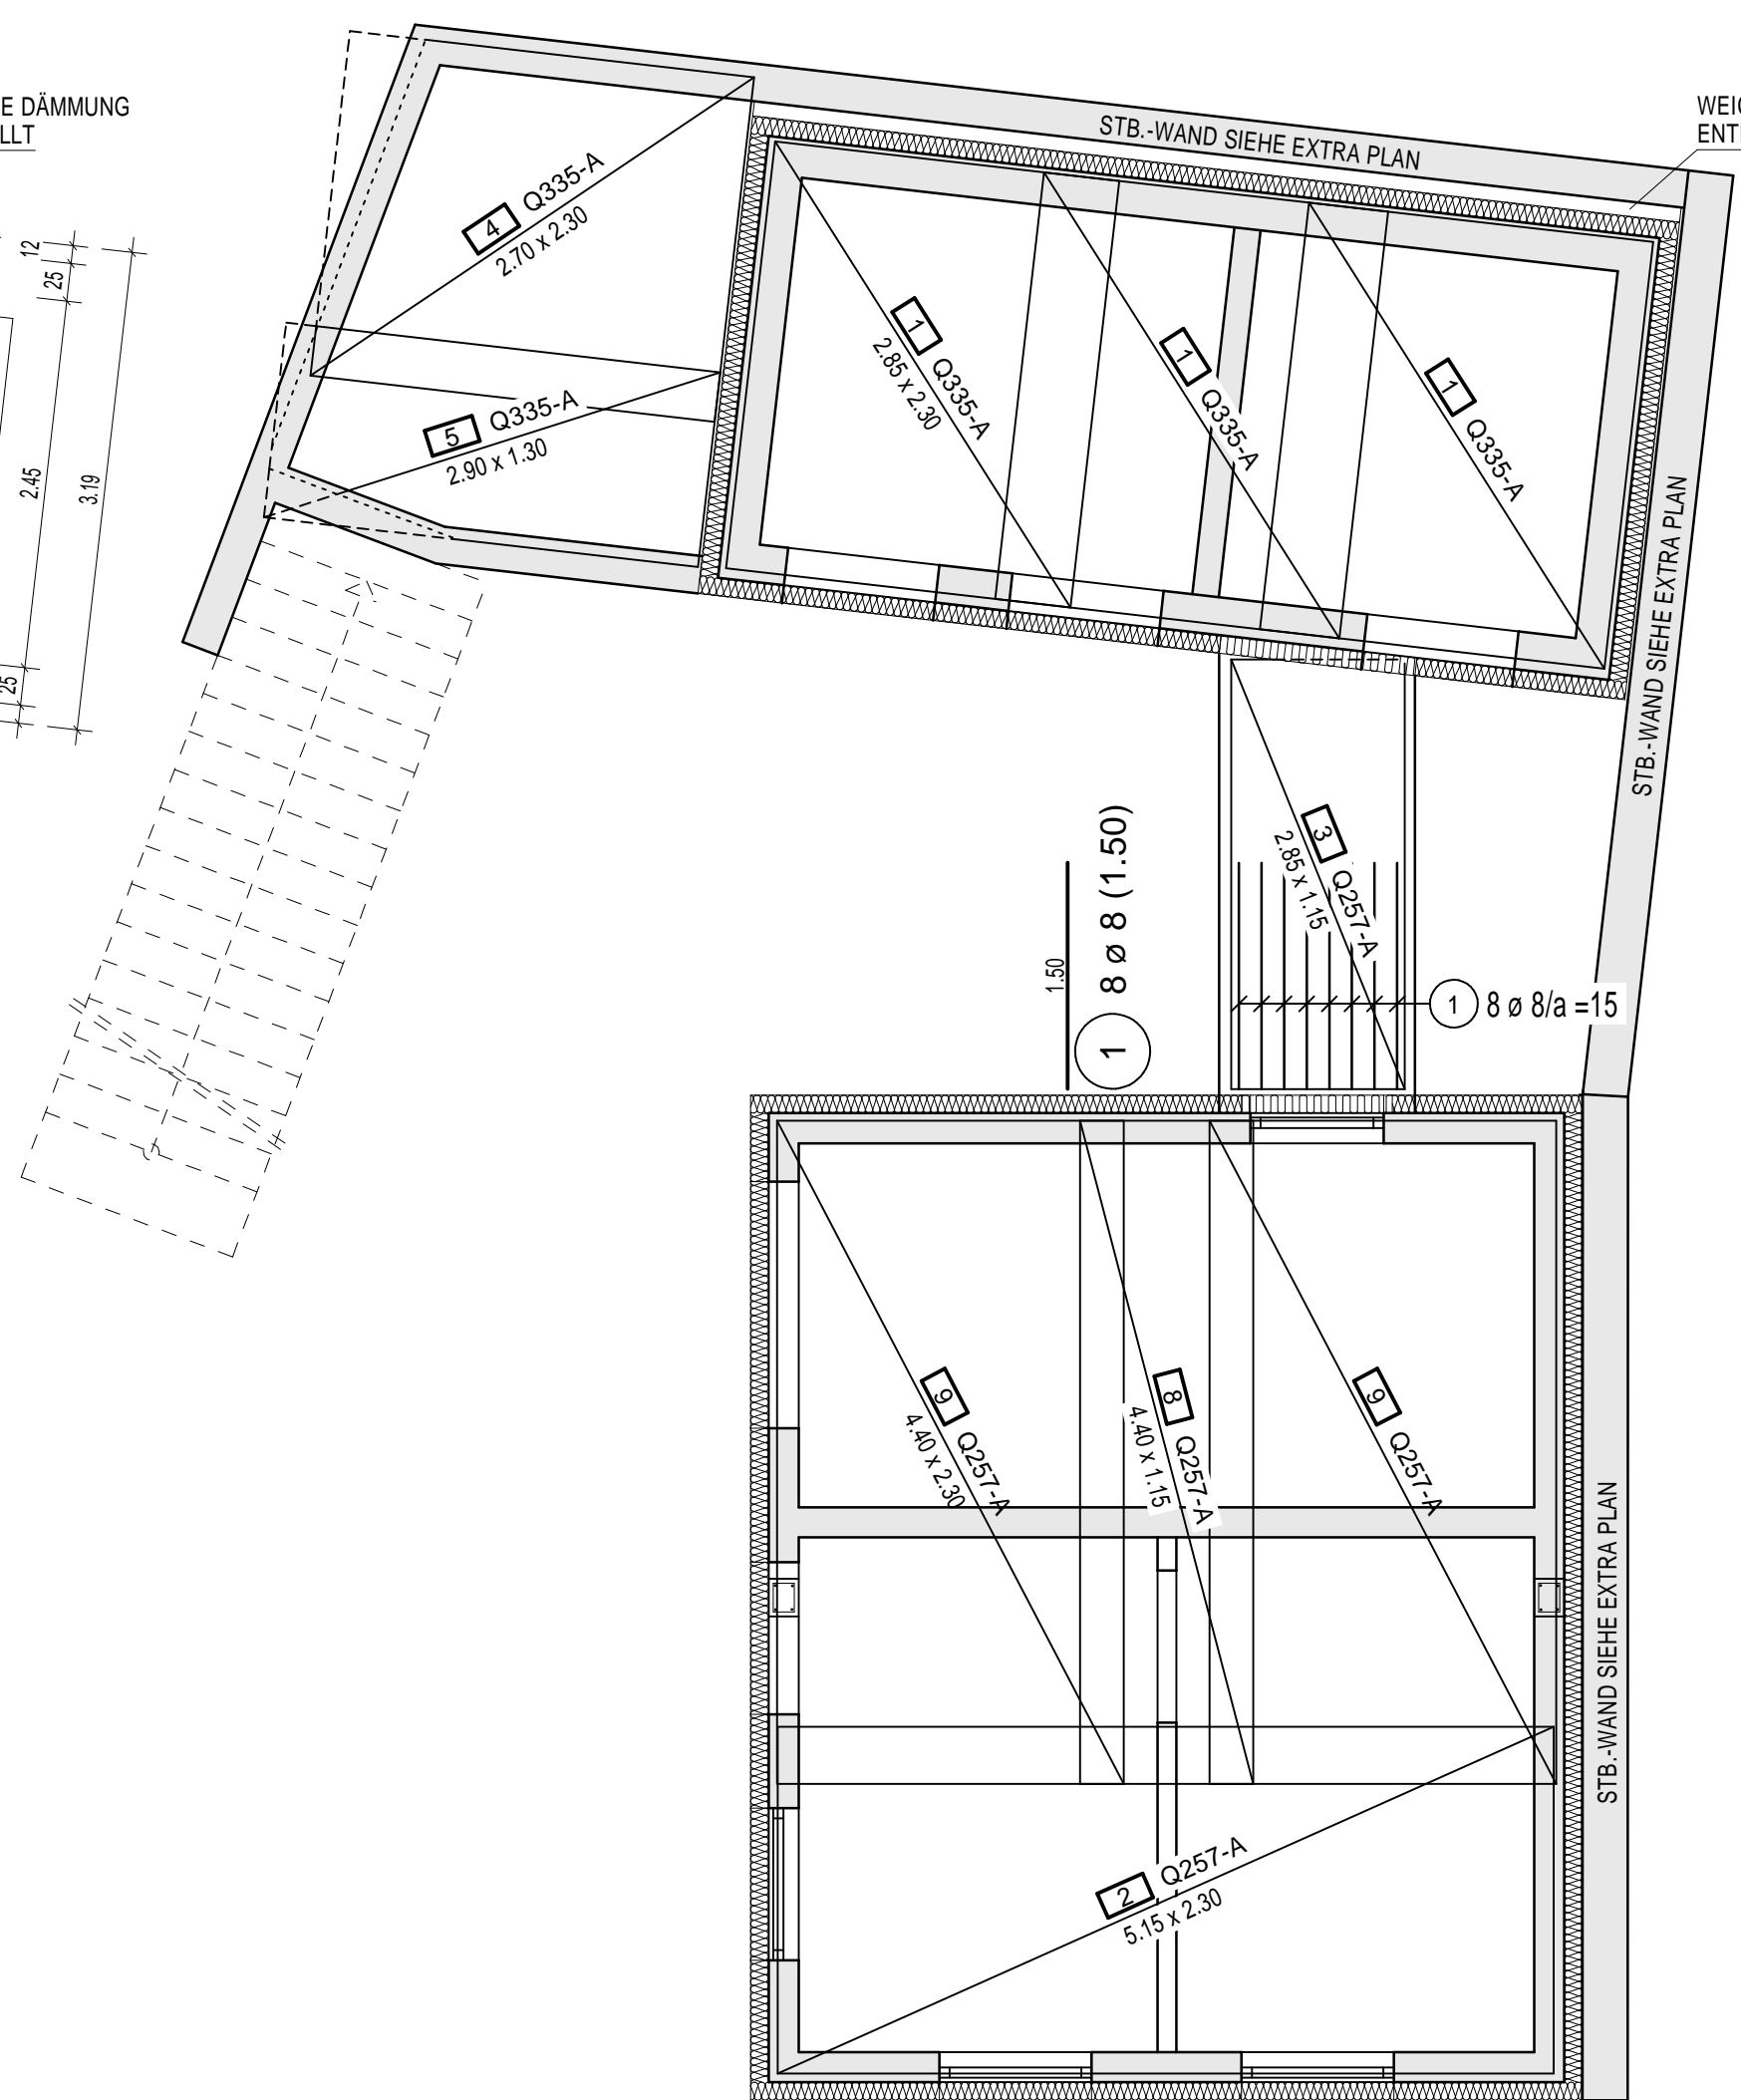 E DÄMMUNG
LLT
WEIC
ENTF
STB.-WAND SIEHE EXTRA PLAN
12
25
2.45
3.19
25
4 Q335-A
2.70 x 2.30
5 Q335-A
2.90 x 1.30
1 Q335-A
2.85 x 2.30
1 Q335-A
1 Q335-A
STB.-WAND SIEHE EXTRA PLAN
3 Q257-A
2.85 x 1.15
1.50
1 8 ø 8 (1.50)
1 8 ø 8/a =15
9 Q257-A
4.40 x 2.30
8 Q257-A
4.40 x 1.15
9 Q257-A
STB.-WAND SIEHE EXTRA PLAN
2 Q257-A
5.15 x 2.30